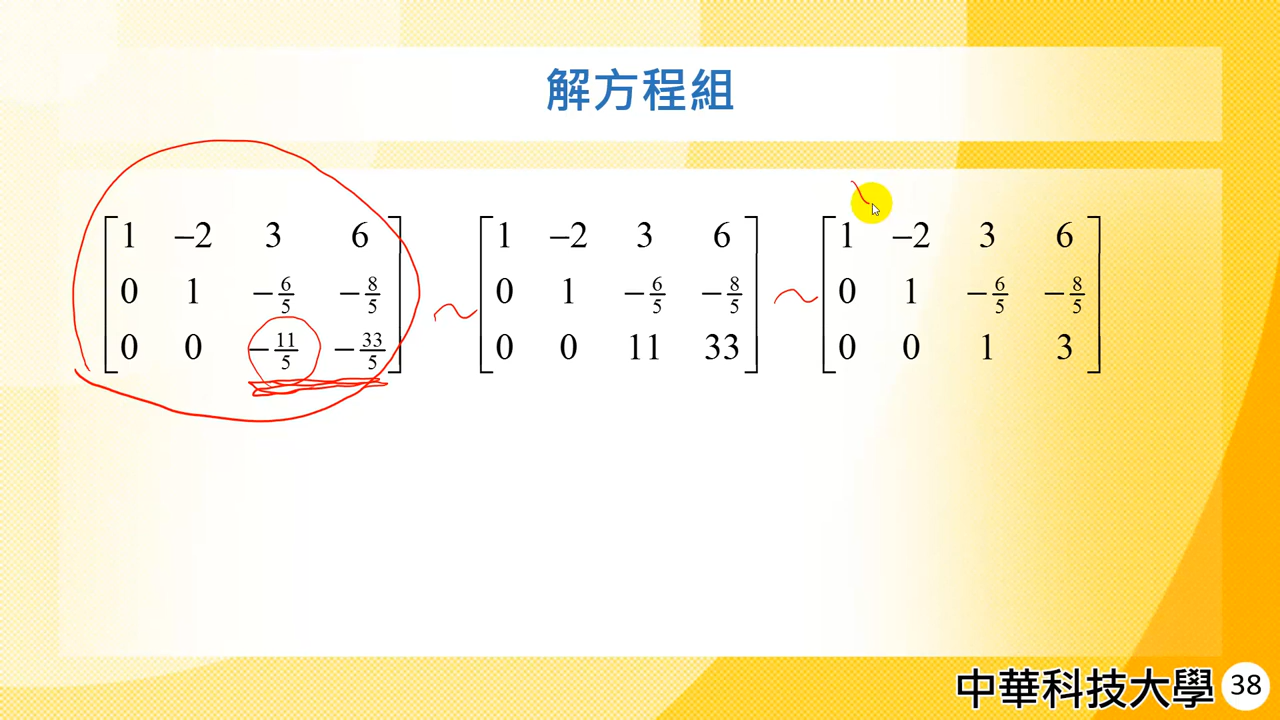 解方程組
[1 −2 3 6] ~ [1 −2 3 6] ~ [1 −2 3 6]
[0 1 −6/5 −8/5] [0 1 −6/5 −8/5] [0 1 −6/5 −8/5]
[0 0 −11/5 −33/5] [0 0 11 33] [0 0 1 3]
中華科技大學 38